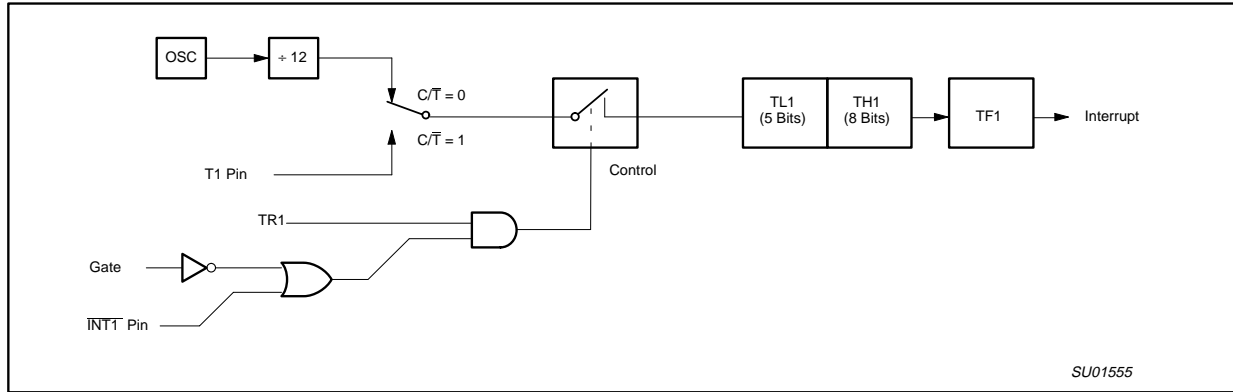 OSC
÷ 12
C/T̅ = 0
C/T̅ = 1
T1 Pin
Control
TL1
(5 Bits)
TH1
(8 Bits)
TF1
Interrupt
TR1
Gate
I̅N̅T̅1̅ Pin
SU01555